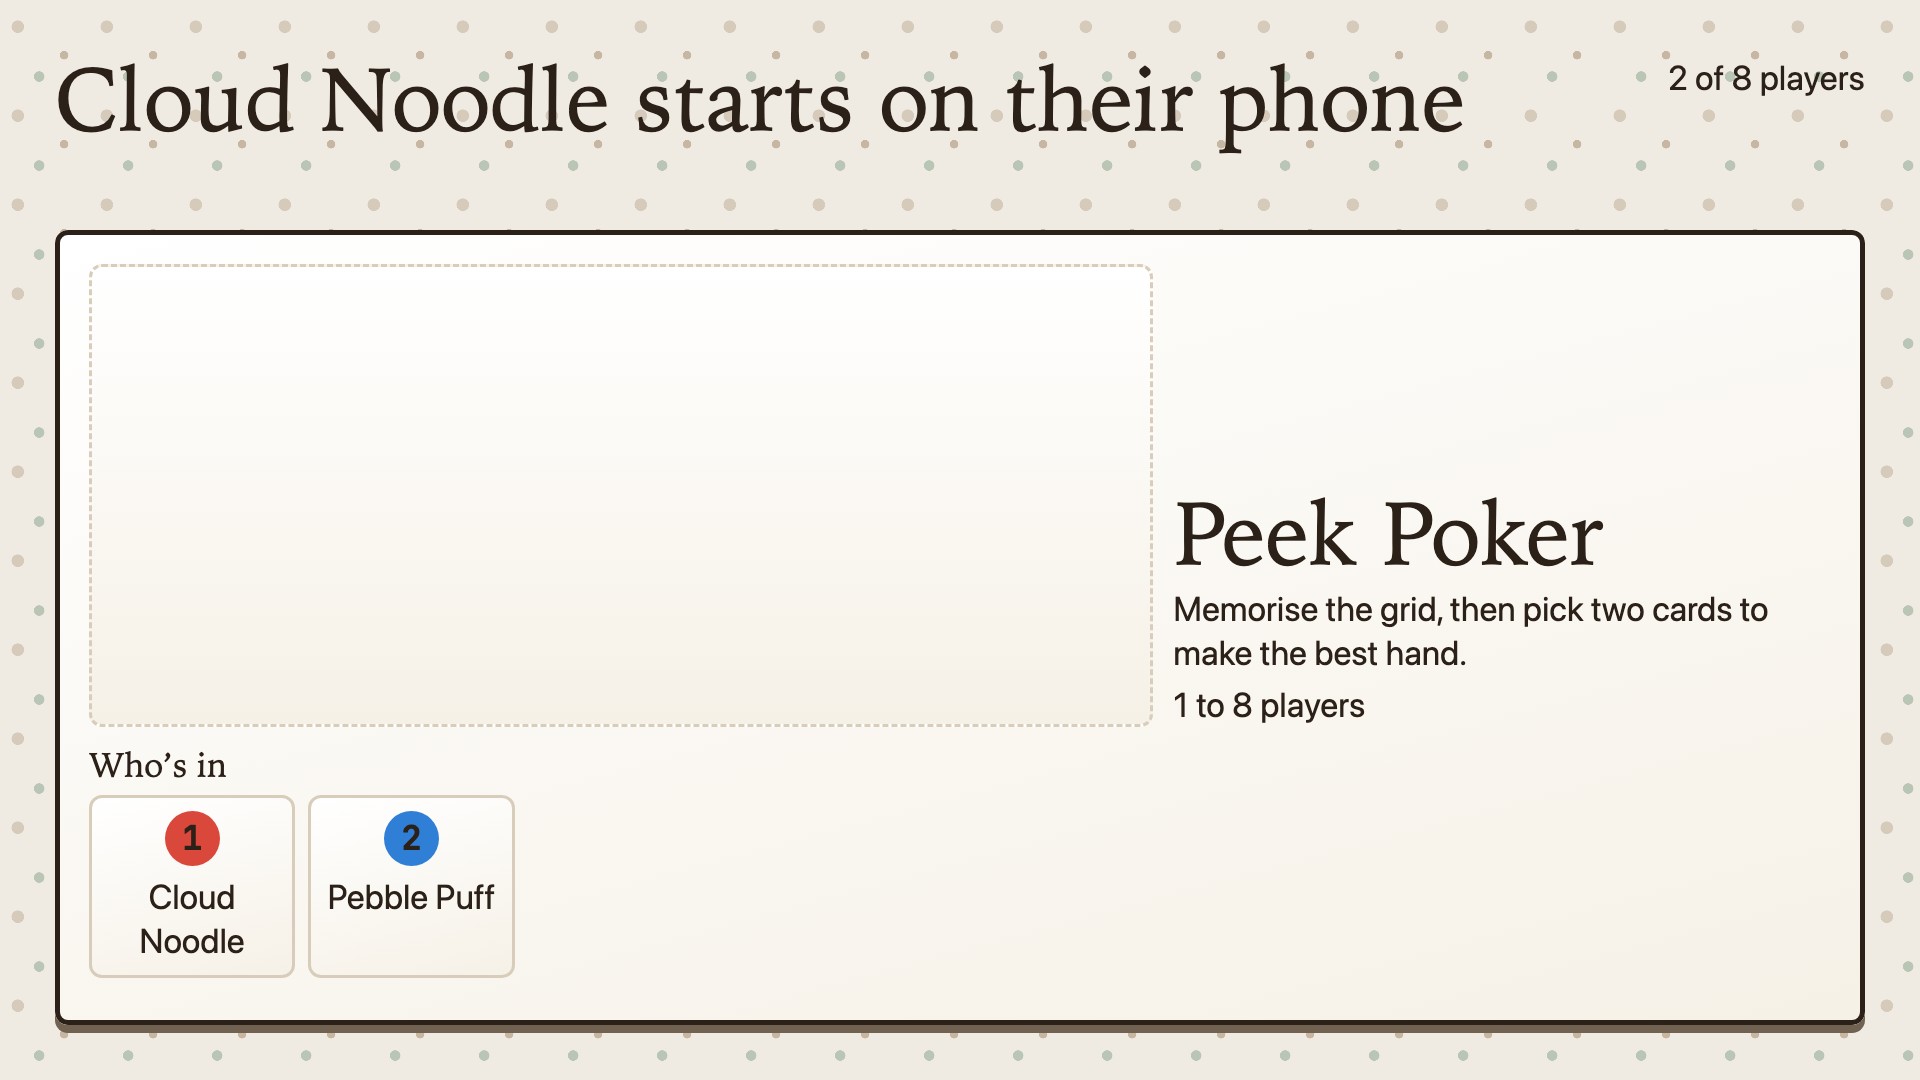 Cloud Noodle starts on their phone
2 of 8 players
Peek Poker
Memorise the grid, then pick two cards to
make the best hand.
1 to 8 players
Who’s in
1
Cloud
Noodle
2
Pebble Puff